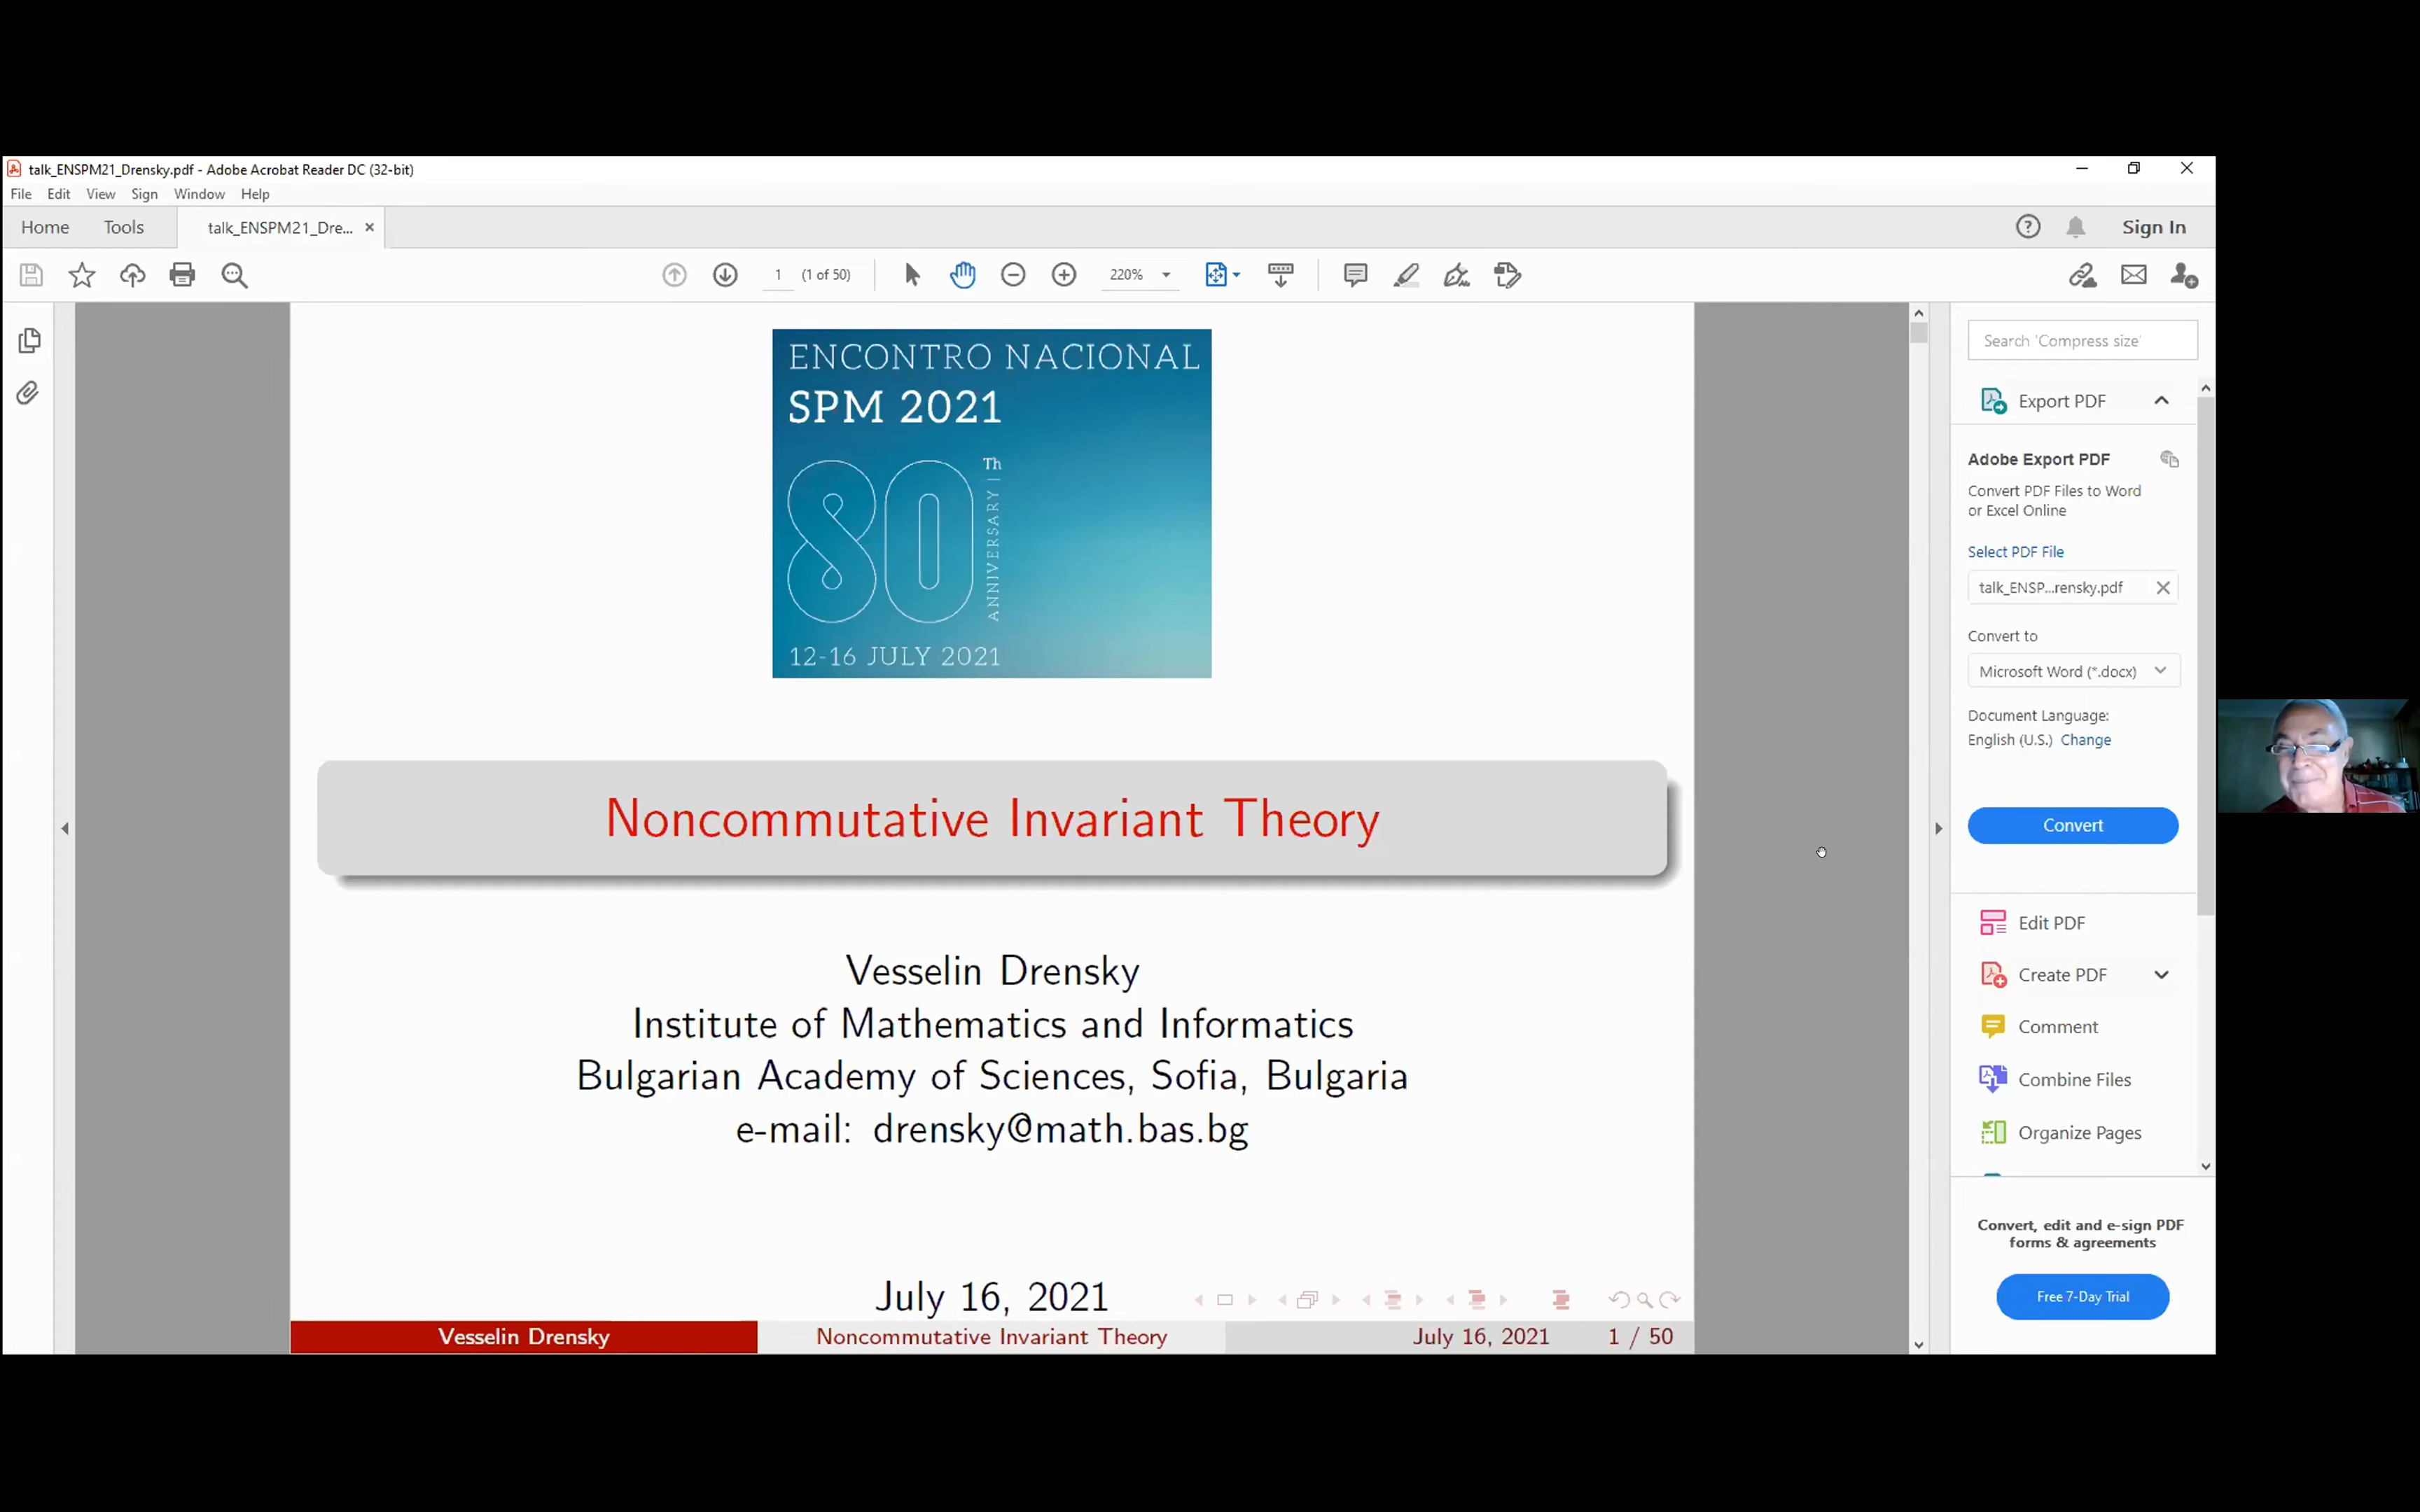 talk_ENSPM21_Drensky.pdf - Adobe Acrobat Reader DC (32-bit)
File Edit View Sign Window Help
Home Tools talk_ENSPM21_Dre... Sign In
1 (1 of 50) 220%
ENCONTRO NACIONAL
SPM 2021
80 Th
ANNIVERSARY |
12-16 JULY 2021
Noncommutative Invariant Theory
Vesselin Drensky
Institute of Mathematics and Informatics
Bulgarian Academy of Sciences, Sofia, Bulgaria
e-mail: drensky@math.bas.bg
July 16, 2021
Vesselin Drensky Noncommutative Invariant Theory July 16, 2021 1 / 50
Search 'Compress size'
Export PDF
Adobe Export PDF
Convert PDF Files to Word
or Excel Online
Select PDF File
talk_ENSP...rensky.pdf
Convert to
Microsoft Word (*.docx)
Document Language:
English (U.S.) Change
Convert
Edit PDF
Create PDF
Comment
Combine Files
Organize Pages
Convert, edit and e-sign PDF
forms & agreements
Free 7-Day Trial